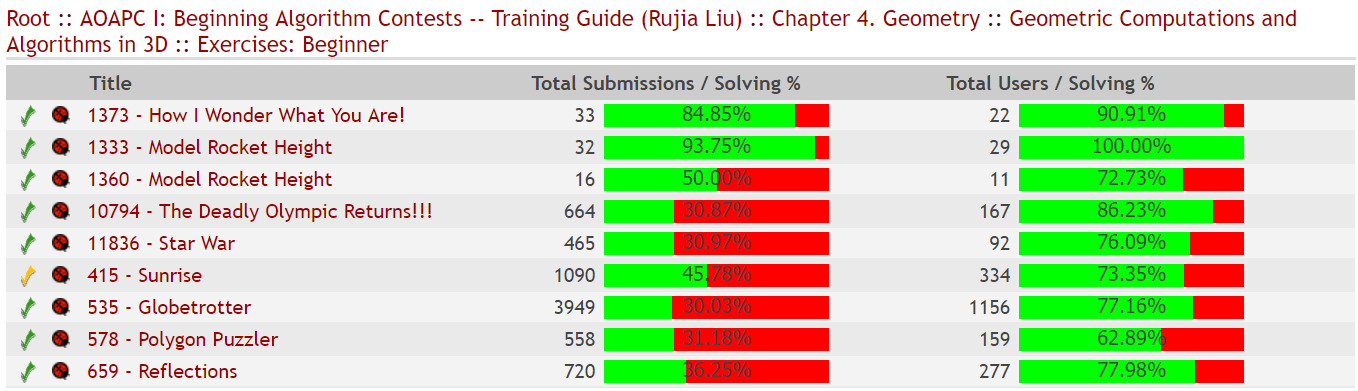 Root :: AOAPC I: Beginning Algorithm Contests -- Training Guide (Rujia Liu) :: Chapter 4. Geometry :: Geometric Computations and
Algorithms in 3D :: Exercises: Beginner
Title Total Submissions / Solving % Total Users / Solving %
1373 - How I Wonder What You Are! 33 84.85% 22 90.91%
1333 - Model Rocket Height 32 93.75% 29 100.00%
1360 - Model Rocket Height 16 50.00% 11 72.73%
10794 - The Deadly Olympic Returns!!! 664 30.87% 167 86.23%
11836 - Star War 465 30.97% 92 76.09%
415 - Sunrise 1090 45.78% 334 73.35%
535 - Globetrotter 3949 30.03% 1156 77.16%
578 - Polygon Puzzler 558 31.18% 159 62.89%
659 - Reflections 720 36.25% 277 77.98%